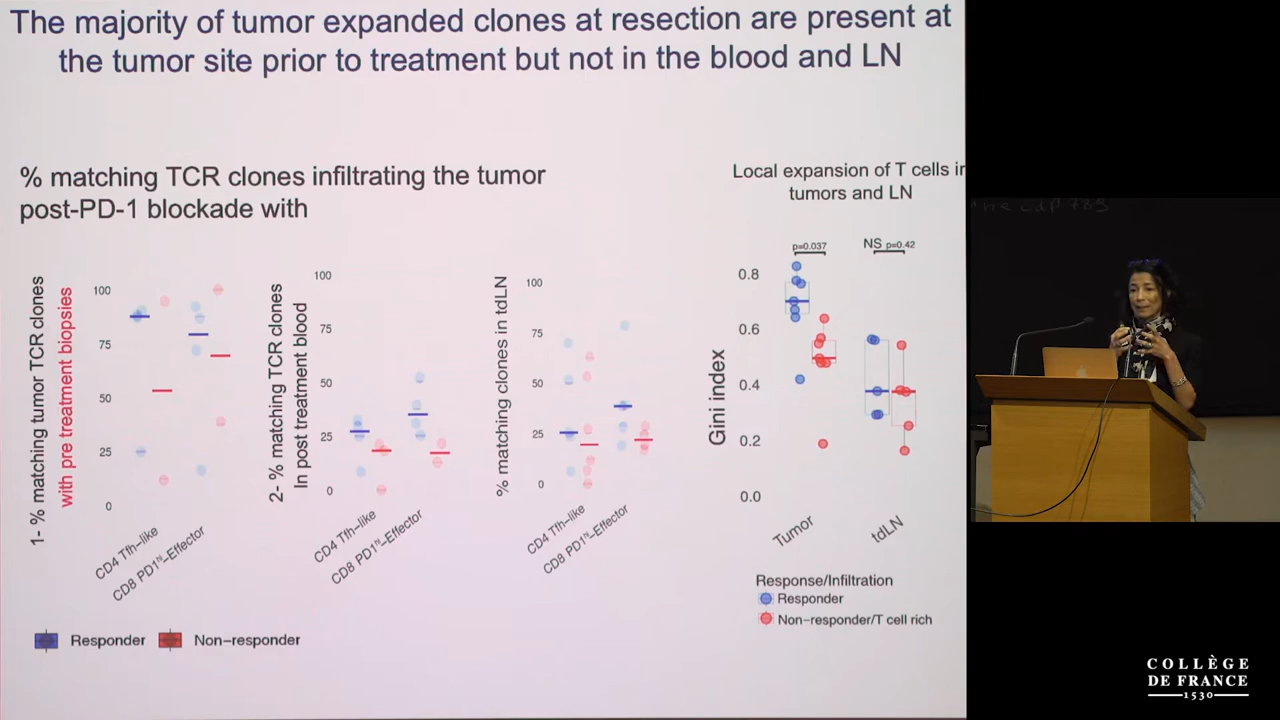 The majority of tumor expanded clones at resection are present at
the tumor site prior to treatment but not in the blood and LN
% matching TCR clones infiltrating the tumor
post-PD-1 blockade with
1- % matching tumor TCR clones
with pre treatment biopsies
100
75
50
25
0
CD4 Tfh–like
CD8 PD1hi–Effector
2- % matching TCR clones
In post treatment blood
100
75
50
25
0
CD4 Tfh–like
CD8 PD1hi–Effector
% matching clones in tdLN
100
75
50
25
0
CD4 Tfh–like
CD8 PD1hi–Effector
Responder
Non–responder
Local expansion of T cells in
tumors and LN
p=0.037
NS p=0.42
Gini index
0.8
0.6
0.4
0.2
0.0
Tumor
tdLN
Response/Infiltration
Responder
Non–responder/T cell rich
COLLÈGE
DE FRANCE
1530